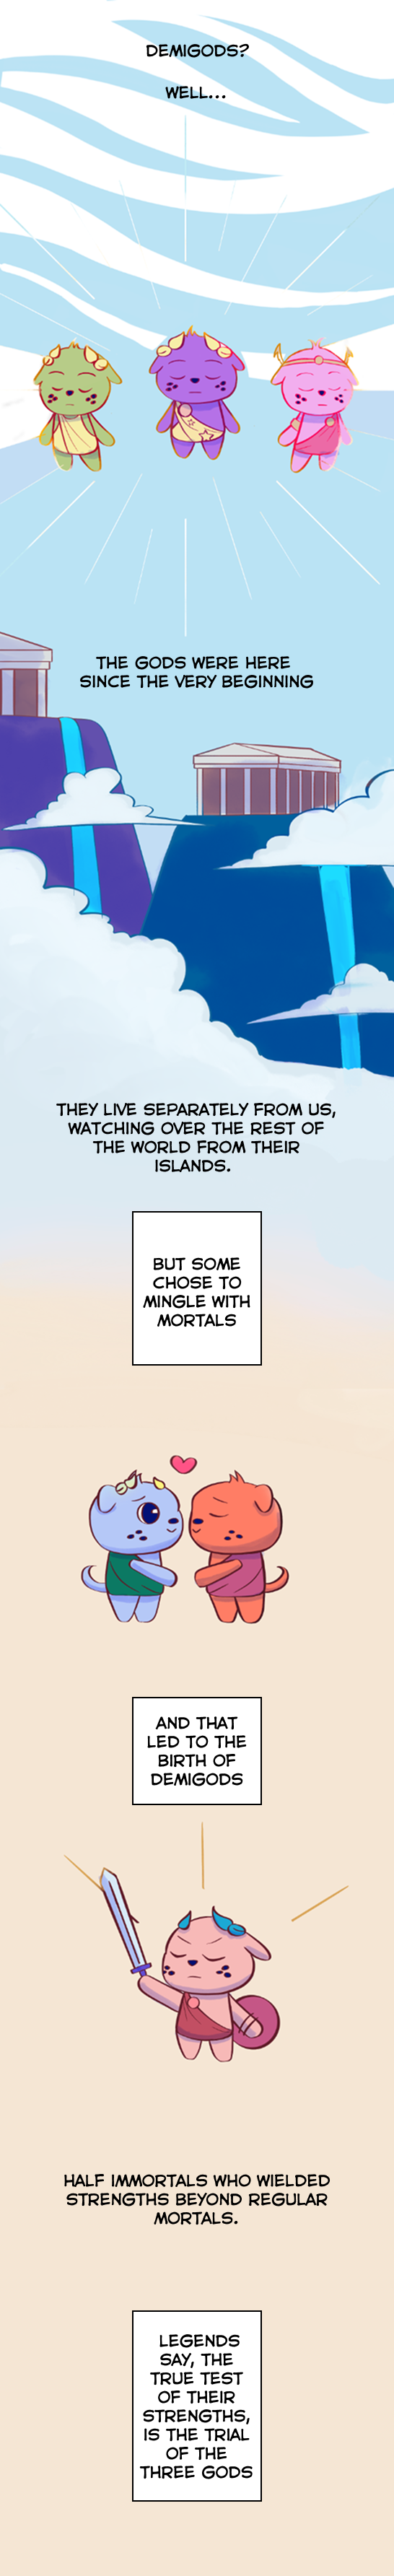 DEMIGODS?
WELL...
THE GODS WERE HERE
SINCE THE VERY BEGINNING
THEY LIVE SEPARATELY FROM US,
WATCHING OVER THE REST OF
THE WORLD FROM THEIR
ISLANDS.
BUT SOME
CHOSE TO
MINGLE WITH
MORTALS
AND THAT
LED TO THE
BIRTH OF
DEMIGODS
HALF IMMORTALS WHO WIELDED
STRENGTHS BEYOND REGULAR
MORTALS.
LEGENDS
SAY, THE
TRUE TEST
OF THEIR
STRENGTHS,
IS THE TRIAL
OF THE
THREE GODS